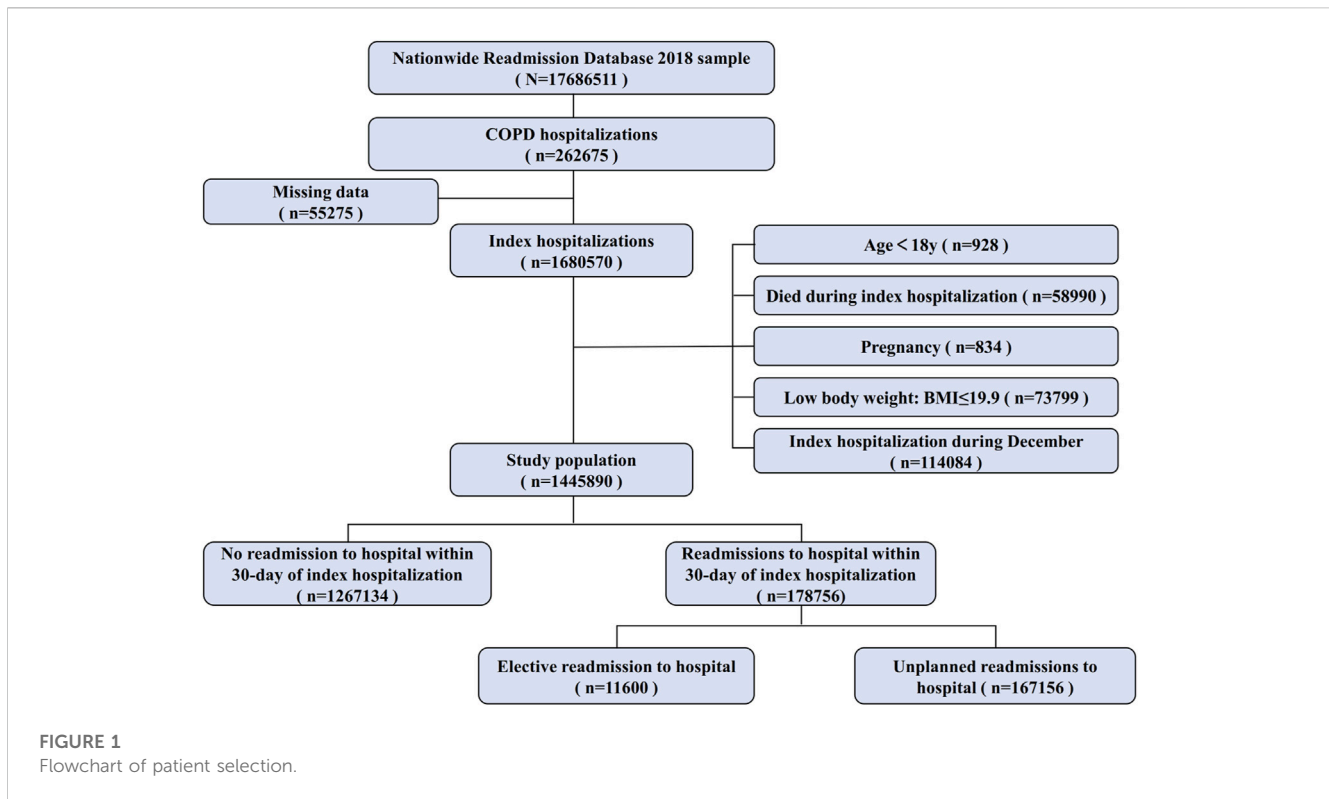 Nationwide Readmission Database 2018 sample
( N=17686511 )
COPD hospitalizations
( n=262675 )
Missing data
( n=55275 )
Index hospitalizations
( n=1680570 )
Age < 18y ( n=928 )
Died during index hospitalization ( n=58990 )
Pregnancy ( n=834 )
Low body weight: BMI≤19.9 ( n=73799 )
Index hospitalization during December
( n=114084 )
Study population
( n=1445890 )
No readmission to hospital within
30-day of index hospitalization
( n=1267134 )
Readmissions to hospital within
30-day of index hospitalization
( n=178756)
Elective readmission to hospital
( n=11600 )
Unplanned readmissions to
hospital ( n=167156 )
FIGURE 1
Flowchart of patient selection.